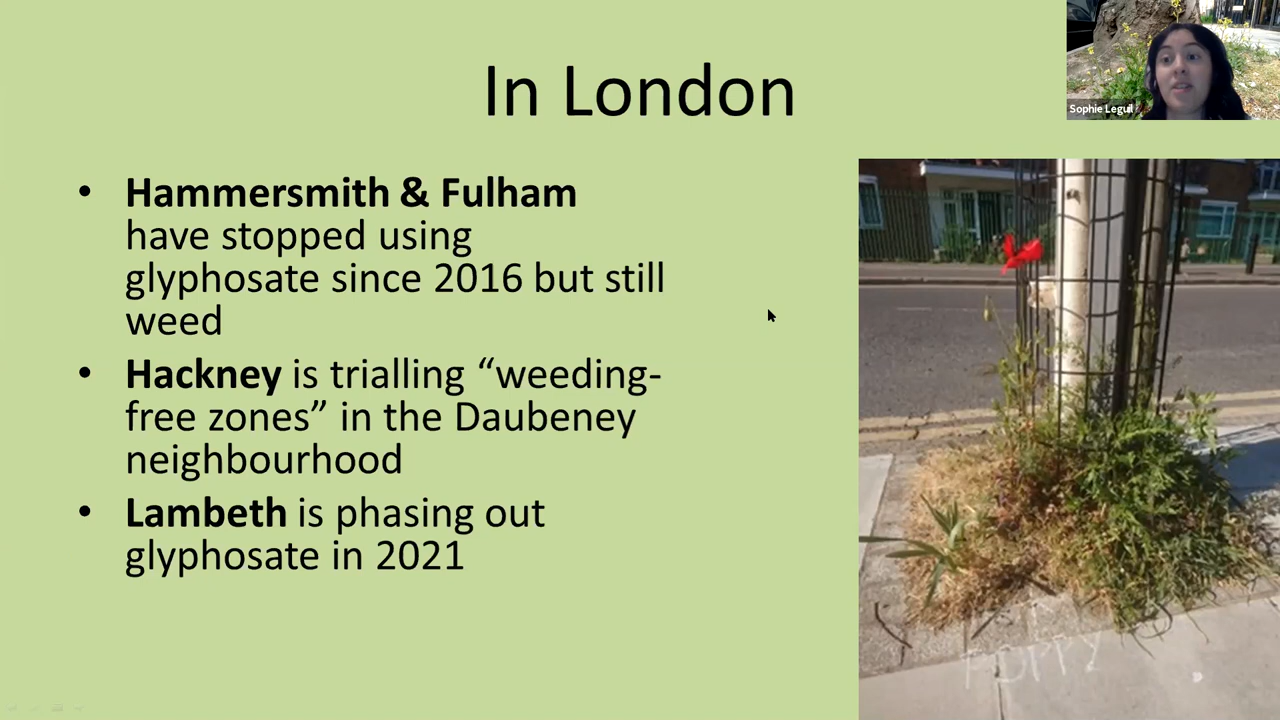 In London
Sophie Leguil
• Hammersmith & Fulham
have stopped using
glyphosate since 2016 but still
weed
• Hackney is trialling “weeding-
free zones” in the Daubeney
neighbourhood
• Lambeth is phasing out
glyphosate in 2021
POPPY